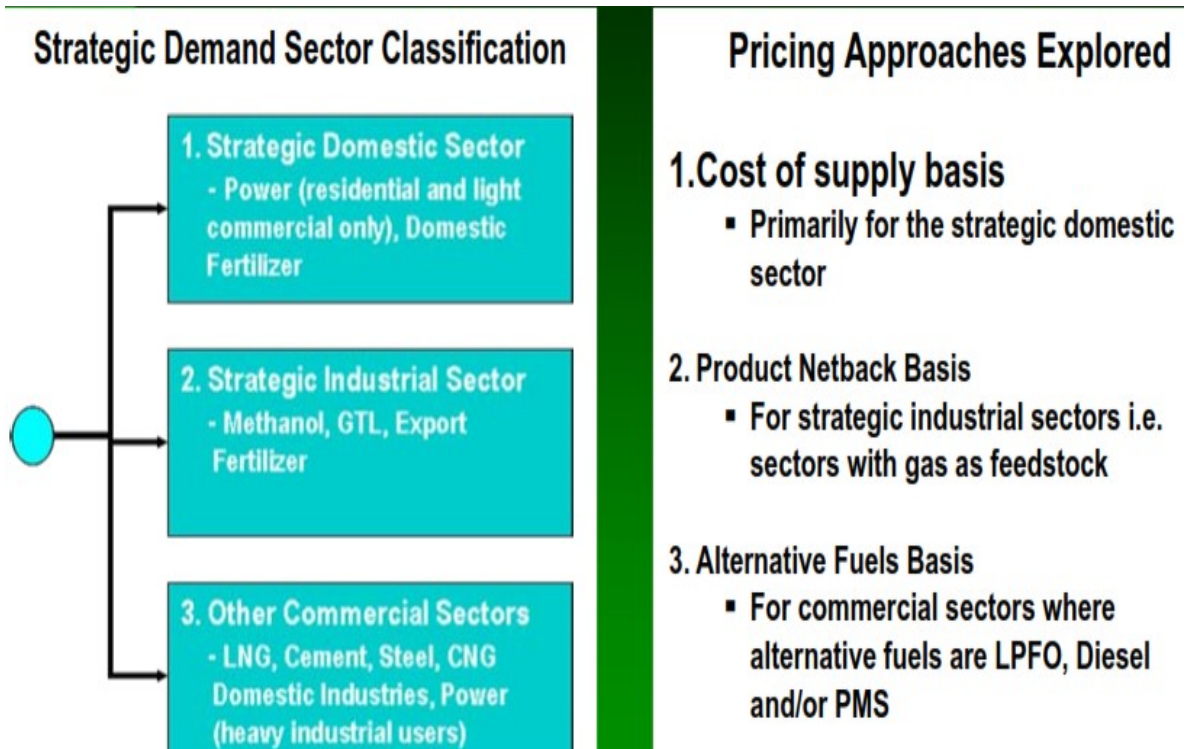 Strategic Demand Sector Classification
1. Strategic Domestic Sector
- Power (residential and light
commercial only), Domestic
Fertilizer
2. Strategic Industrial Sector
- Methanol, GTL, Export
Fertilizer
3. Other Commercial Sectors
- LNG, Cement, Steel, CNG
Domestic Industries, Power
(heavy industrial users)
Pricing Approaches Explored
1.Cost of supply basis
▪ Primarily for the strategic domestic
sector
2. Product Netback Basis
▪ For strategic industrial sectors i.e.
sectors with gas as feedstock
3. Alternative Fuels Basis
▪ For commercial sectors where
alternative fuels are LPFO, Diesel
and/or PMS